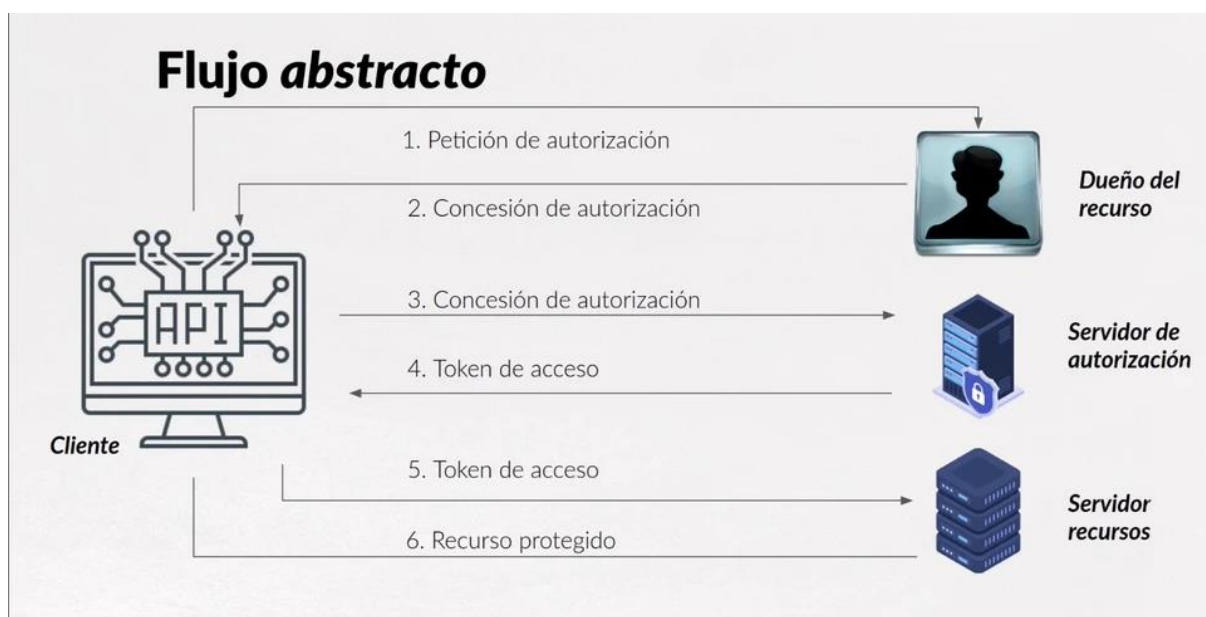 Flujo abstracto
1. Petición de autorización
2. Concesión de autorización
Dueño del
recurso
API
3. Concesión de autorización
Servidor de
autorización
4. Token de acceso
Cliente
5. Token de acceso
Servidor
recursos
6. Recurso protegido